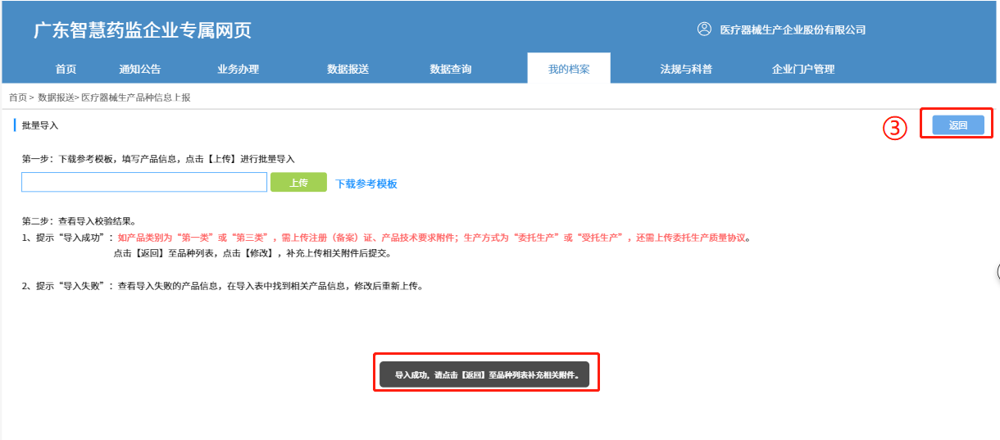 广东智慧药监企业专属网页
医疗器械生产企业股份有限公司
首页 通知公告 业务办理 数据报送 数据查询 我的档案 法规与科普 企业门户管理
首页 > 数据报送> 医疗器械生产品种信息上报
批量导入
③ 返回
第一步：下载参考模板，填写产品信息，点击【上传】进行批量导入
上传 下载参考模板
第二步：查看导入校验结果。
1、提示“导入成功”：如产品类别为“第一类”或“第三类”，需上传注册（备案）证、产品技术要求附件；生产方式为“委托生产”或“受托生产”，还需上传委托生产质量协议。
点击【返回】至品种列表，点击【修改】，补充上传相关附件后提交。
2、提示“导入失败”：查看导入失败的产品信息，在导入表中找到相关产品信息，修改后重新上传。
导入成功，请点击【返回】至品种列表补充相关附件。